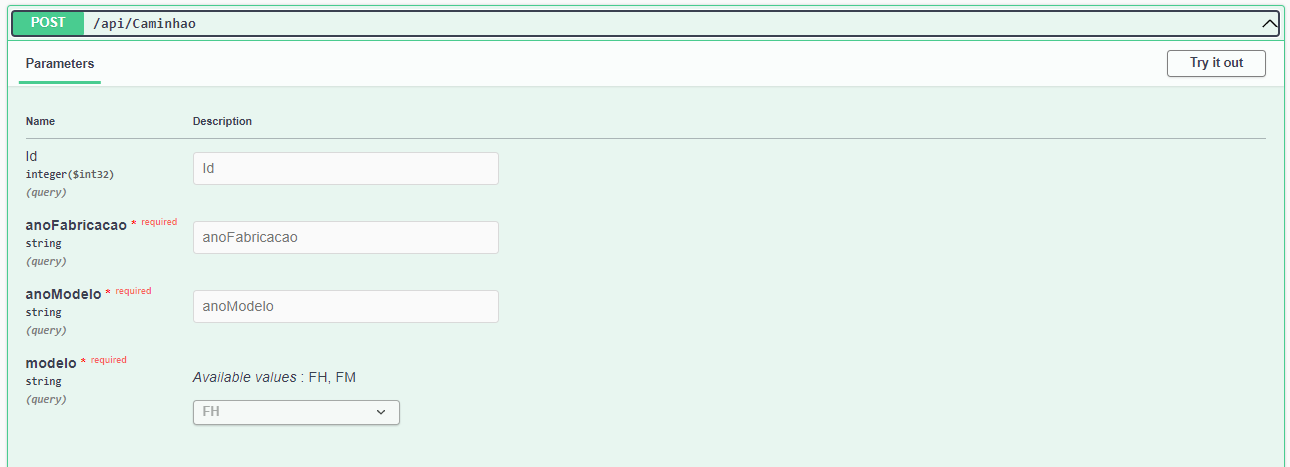 POST /api/Caminhao
Parameters
Try it out
Name Description
Id
integer($int32)
(query)
Id
anoFabricacao * required
string
(query)
anoFabricacao
anoModelo * required
string
(query)
anoModelo
modelo * required
string
(query)
Available values : FH, FM
FH